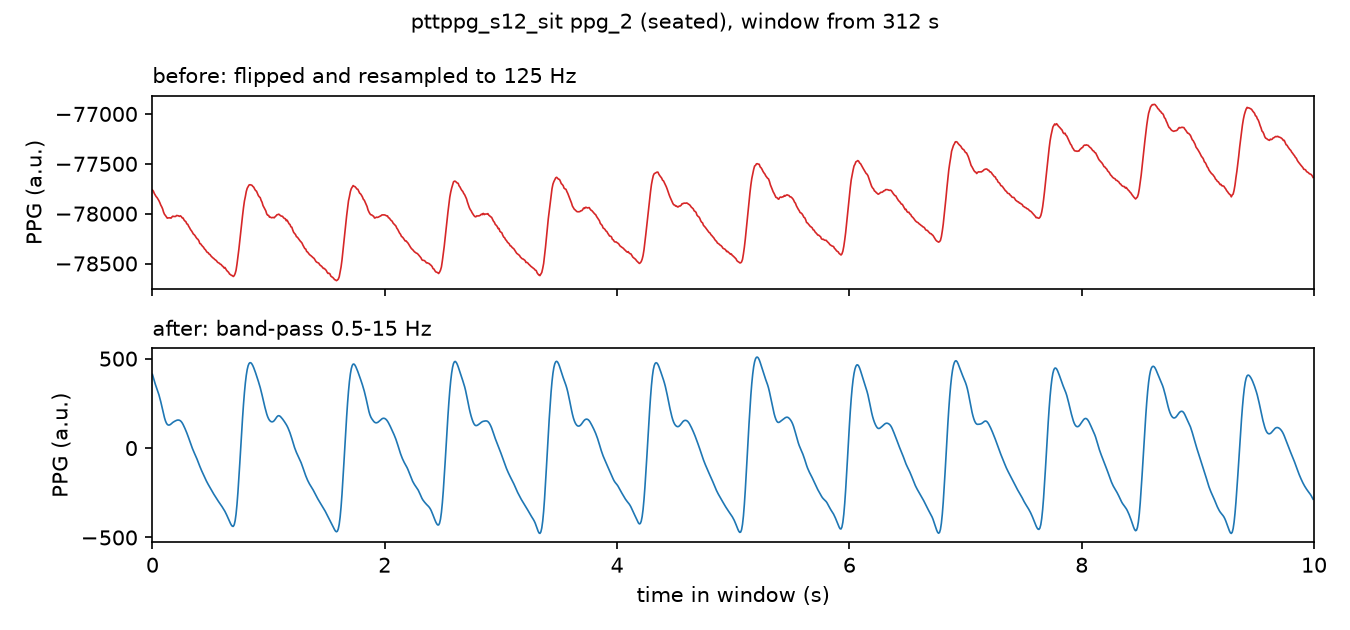 pttppg_s12_sit ppg_2 (seated), window from 312 s
before: flipped and resampled to 125 Hz
−77000
−77500
−78000
−78500
PPG (a.u.)
after: band-pass 0.5-15 Hz
500
0
−500
PPG (a.u.)
0 2 4 6 8 10
time in window (s)